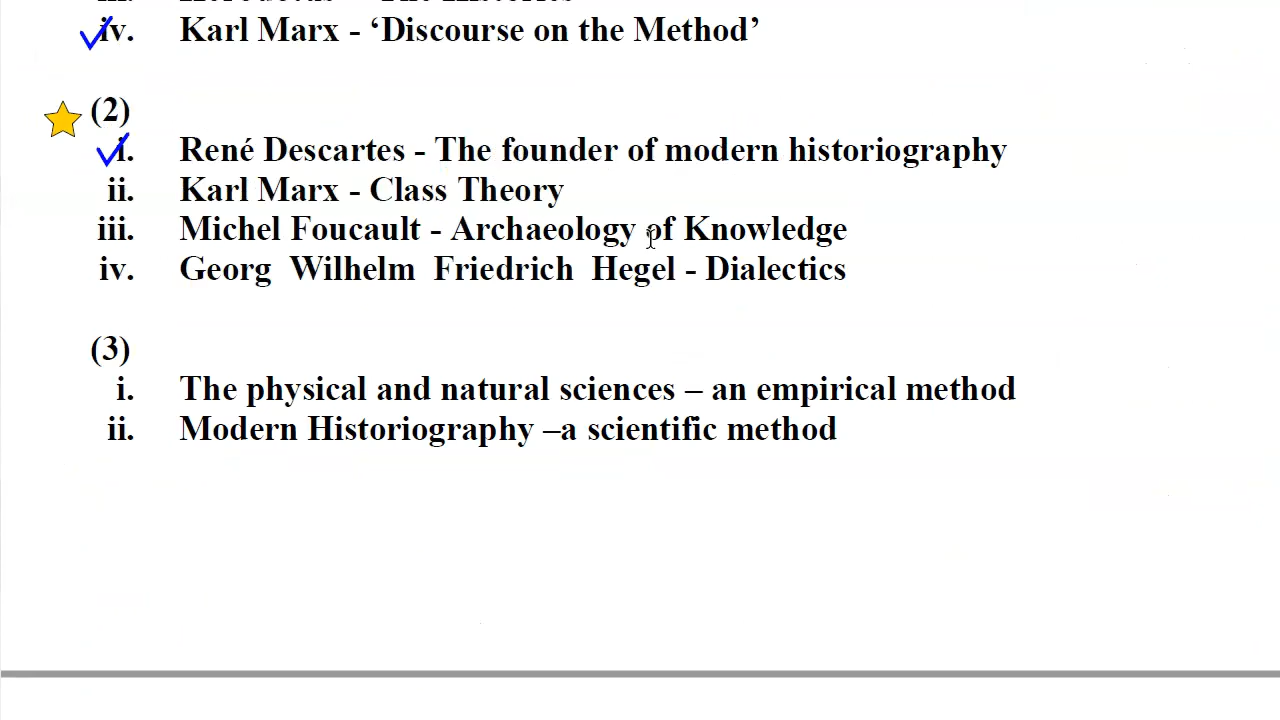 iv. Karl Marx - ‘Discourse on the Method’
(2)
i. René Descartes - The founder of modern historiography
ii. Karl Marx - Class Theory
iii. Michel Foucault - Archaeology of Knowledge
iv. Georg Wilhelm Friedrich Hegel - Dialectics
(3)
i. The physical and natural sciences – an empirical method
ii. Modern Historiography –a scientific method